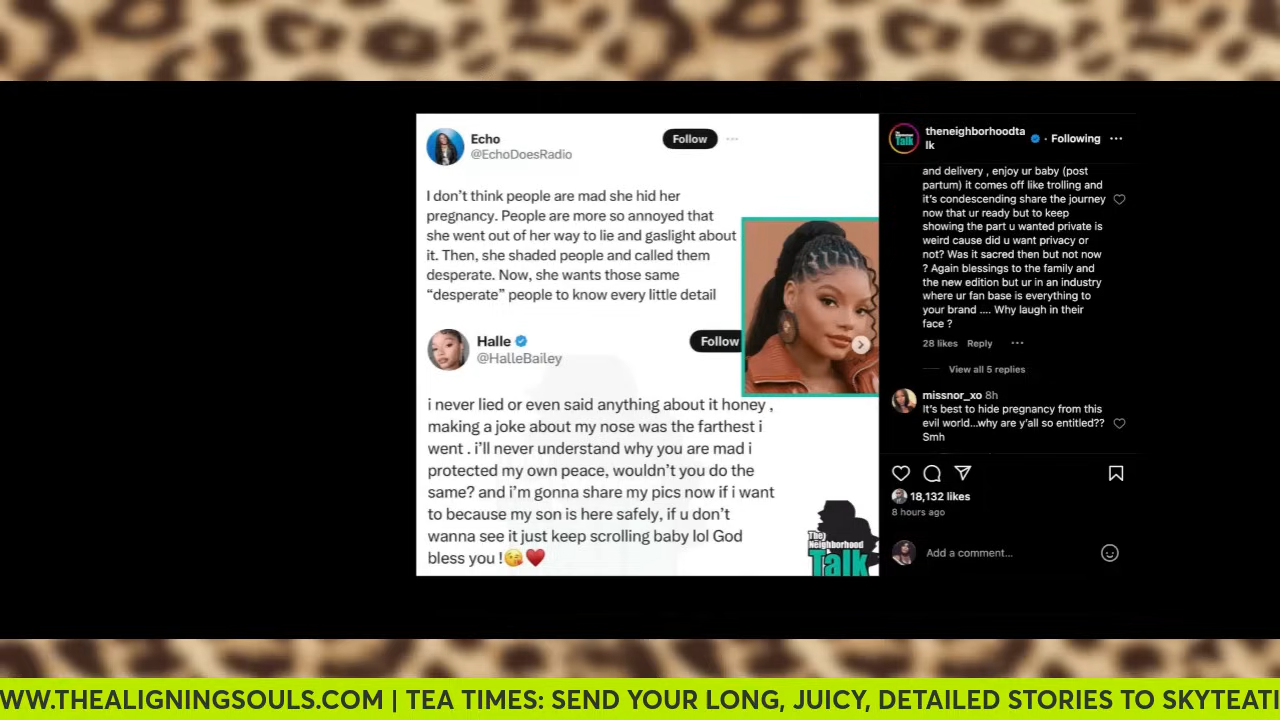 Echo
@EchoDoesRadio
Follow
I don't think people are mad she hid her
pregnancy. People are more so annoyed that
she went out of her way to lie and gaslight about
it. Then, she shaded people and called them
desperate. Now, she wants those same
“desperate” people to know every little detail
Halle
@HalleBailey
Follow
i never lied or even said anything about it honey ,
making a joke about my nose was the farthest i
went . i'll never understand why you are mad i
protected my own peace, wouldn't you do the
same? and i'm gonna share my pics now if i want
to because my son is here safely, if u don't
wanna see it just keep scrolling baby lol God
bless you !😘♥️
The
Neighborhood
Talk
theneighborhoodta
lk
• Following
and delivery , enjoy ur baby (post
partum) it comes off like trolling and
it's condescending share the journey
now that ur ready but to keep
showing the part u wanted private is
weird cause did u want privacy or
not? Was it sacred then but not now
? Again blessings to the family and
the new edition but ur in an industry
where ur fan base is everything to
your brand .... Why laugh in their
face ?
28 likes Reply
View all 5 replies
missnor_xo 8h
It's best to hide pregnancy from this
evil world...why are y'all so entitled??
Smh
18,132 likes
8 hours ago
Add a comment...
WW.THEALIGNINGSOULS.COM | TEA TIMES: SEND YOUR LONG, JUICY, DETAILED STORIES TO SKYTEATI